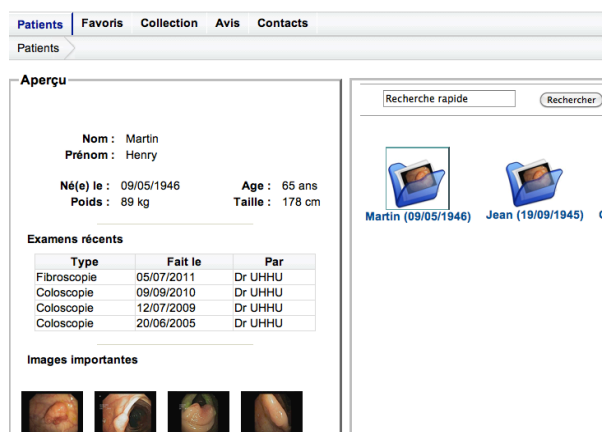 Patients Favoris Collection Avis Contacts
Patients
Aperçu
Nom : Martin
Prénom : Henry
Né(e) le : 09/05/1946 Age : 65 ans
Poids : 89 kg Taille : 178 cm
Examens récents
Type Fait le Par
Fibroscopie 05/07/2011 Dr UHHU
Coloscopie 09/09/2010 Dr UHHU
Coloscopie 12/07/2009 Dr UHHU
Coloscopie 20/06/2005 Dr UHHU
Images importantes
Recherche rapide Rechercher
Martin (09/05/1946) Jean (19/09/1945)